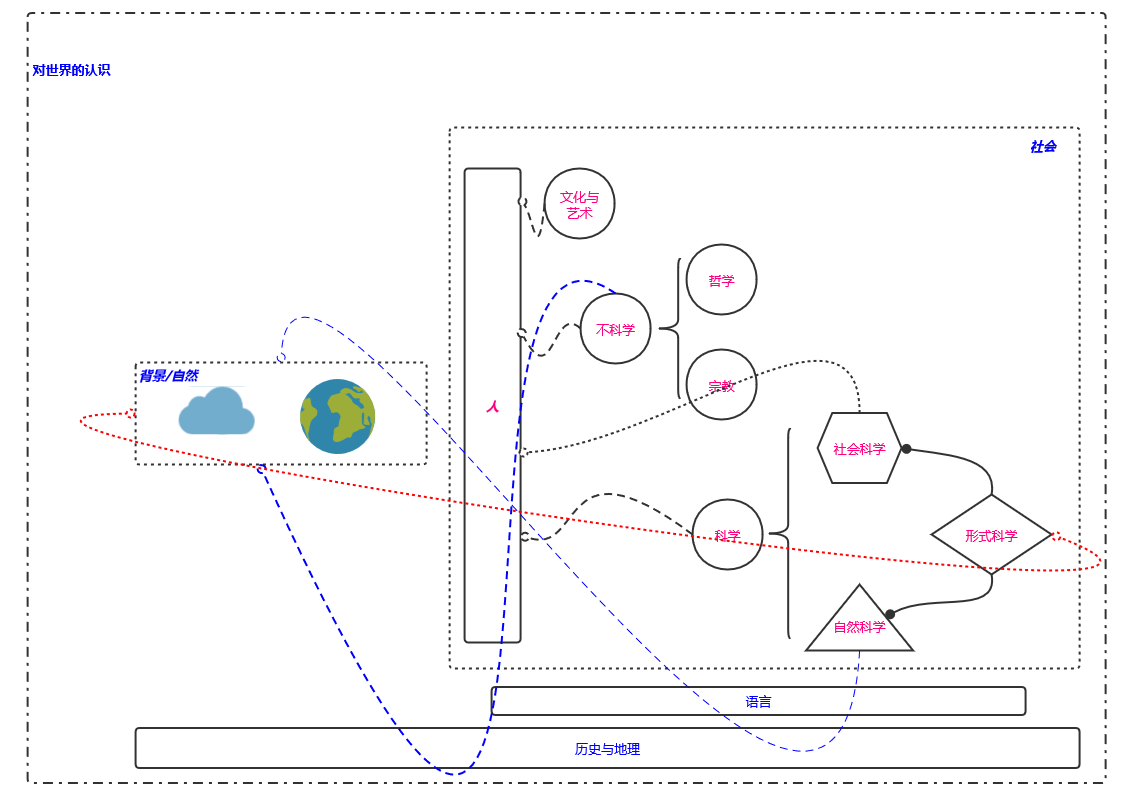 对世界的认识
社会
文化与
艺术
哲学
不科学
背景/自然
宗教
人
社会科学
科学
形式科学
自然科学
语言
历史与地理